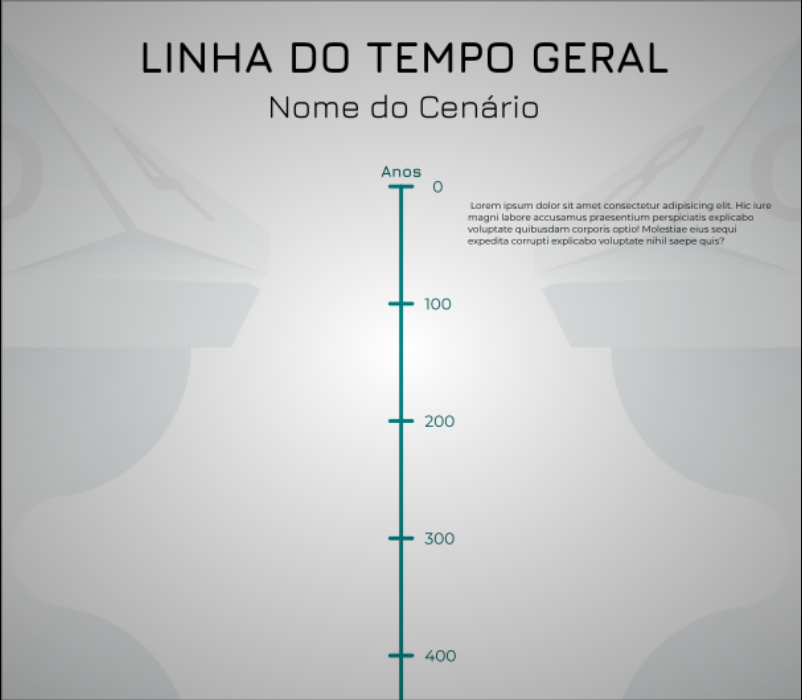 LINHA DO TEMPO GERAL
Nome do Cenário
Anos
0
Lorem ipsum dolor sit amet consectetur adipisicing elit. Hic iure
magni labore accusamus praesentium perspiciatis explicabo
voluptate quibusdam corporis optio! Molestiae eius sequi
expedita corrupti explicabo voluptate nihil saepe quis?
100
200
300
400